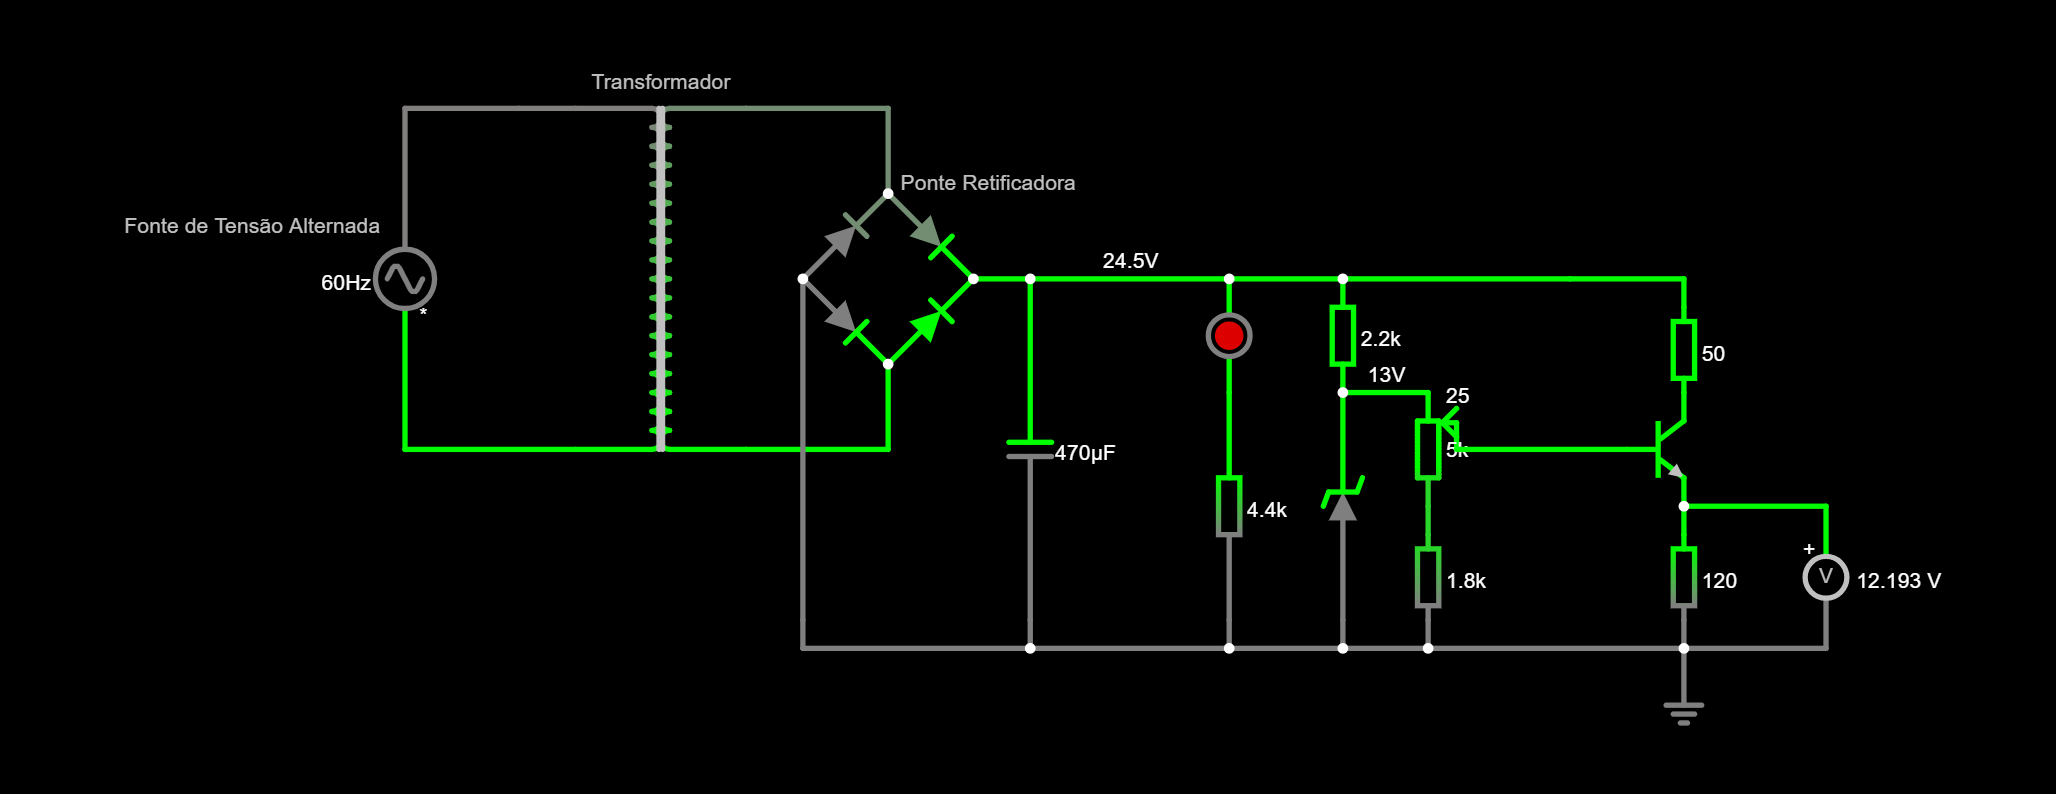 Transformador
Ponte Retificadora
Fonte de Tensão Alternada
60Hz
*
24.5V
2.2k
50
13V
25
5k
470µF
4.4k
+
V
12.193 V
1.8k
120